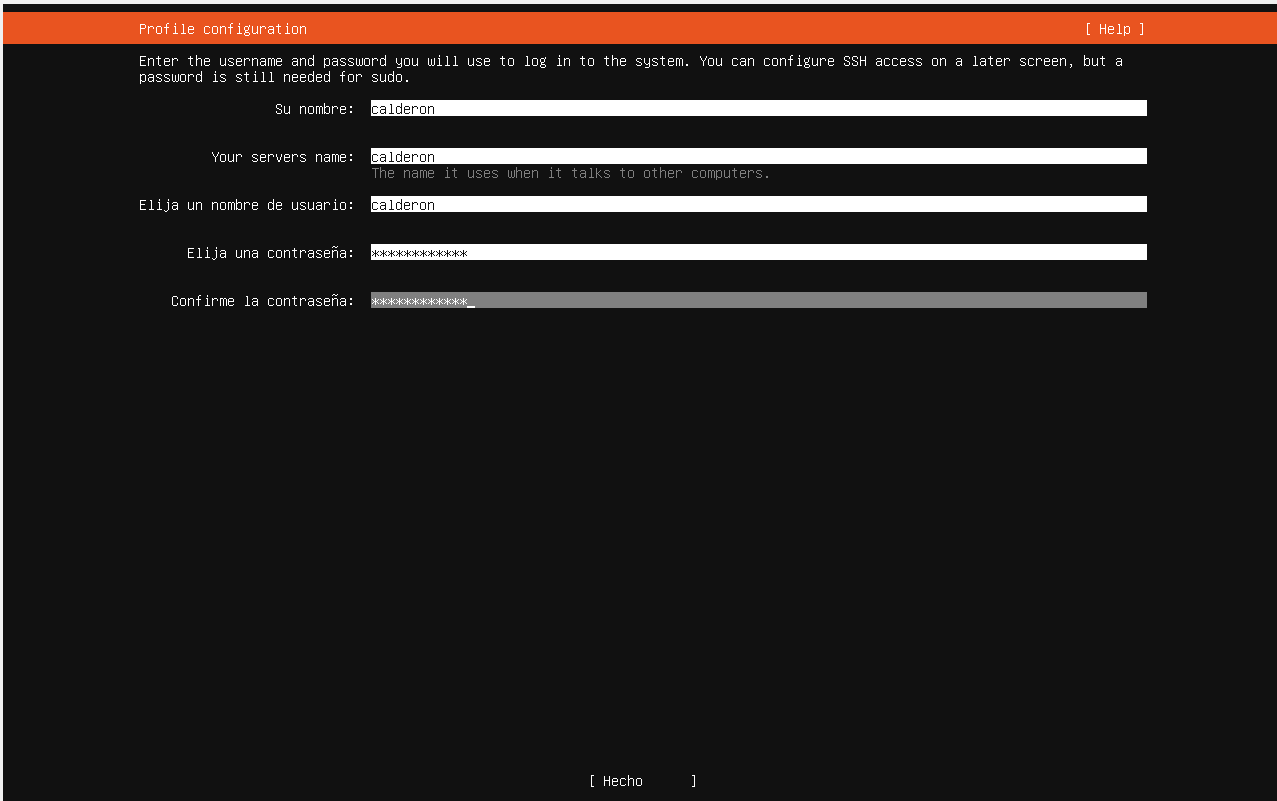 Profile configuration [ Help ]
Enter the username and password you will use to log in to the system. You can configure SSH access on a later screen, but a
password is still needed for sudo.
Su nombre: calderon
Your servers name: calderon
The name it uses when it talks to other computers.
Elija un nombre de usuario: calderon
Elija una contraseña: ************
Confirme la contraseña: ************_
[ Hecho ]